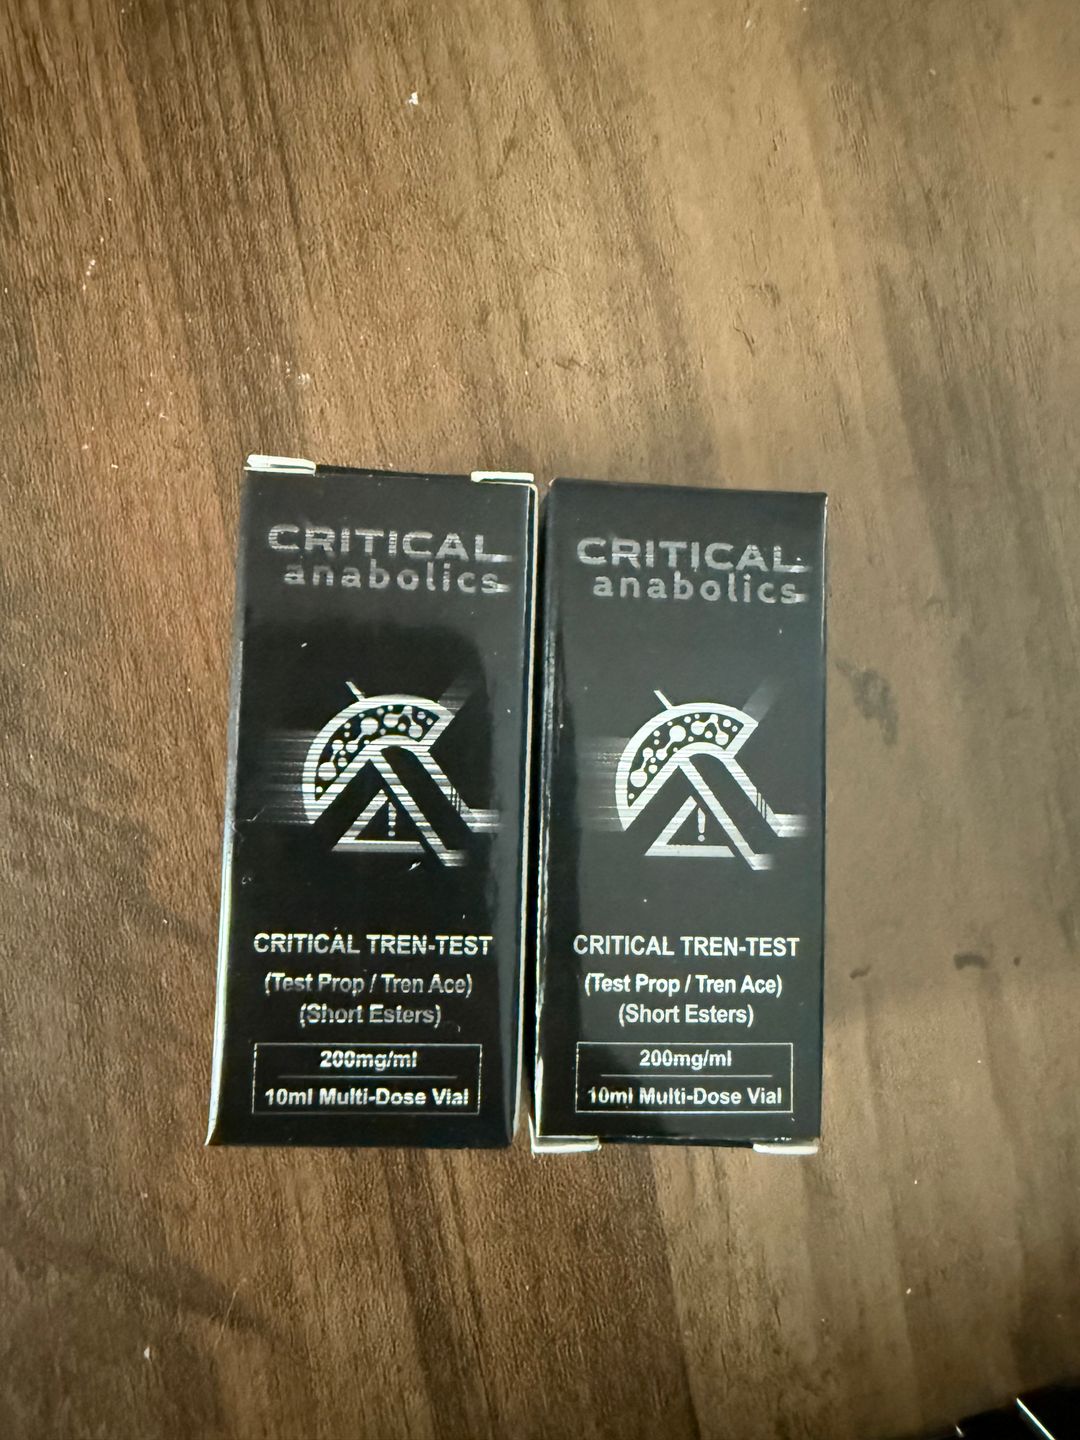 CRITICAL
anabolics
CRITICAL TREN-TEST
(Test Prop / Tren Ace)
(Short Esters)
200mg/ml
10ml Multi-Dose Vial
CRITICAL
anabolics
CRITICAL TREN-TEST
(Test Prop / Tren Ace)
(Short Esters)
200mg/ml
10ml Multi-Dose Vial